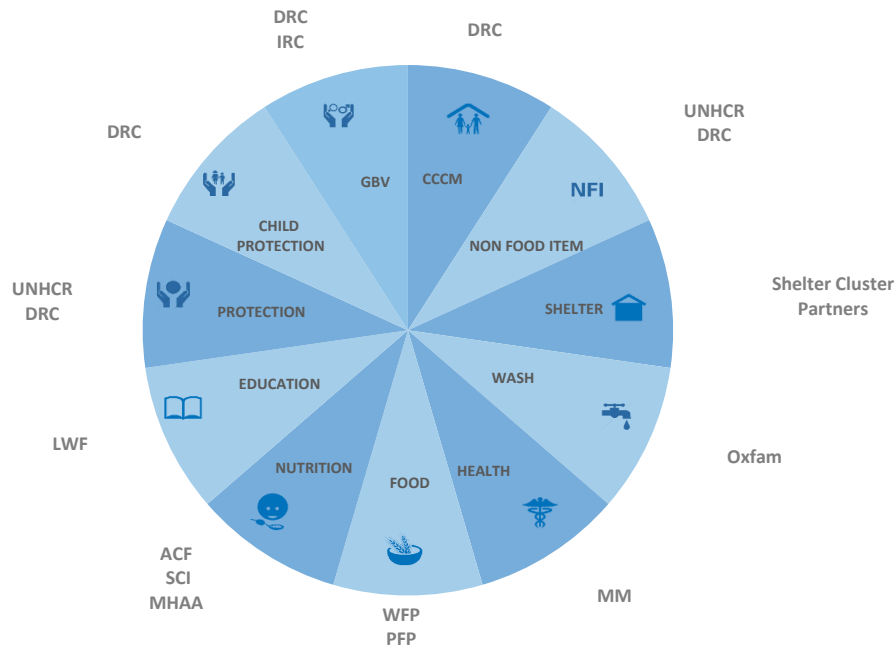 DRC
IRC
DRC
UNHCR
DRC
DRC
GBV
CCCM
NFI
CHILD
PROTECTION
NON FOOD ITEM
UNHCR
DRC
PROTECTION
SHELTER
Shelter Cluster
Partners
EDUCATION
WASH
LWF
Oxfam
NUTRITION
FOOD
HEALTH
ACF
SCI
MHAA
WFP
PFP
MM